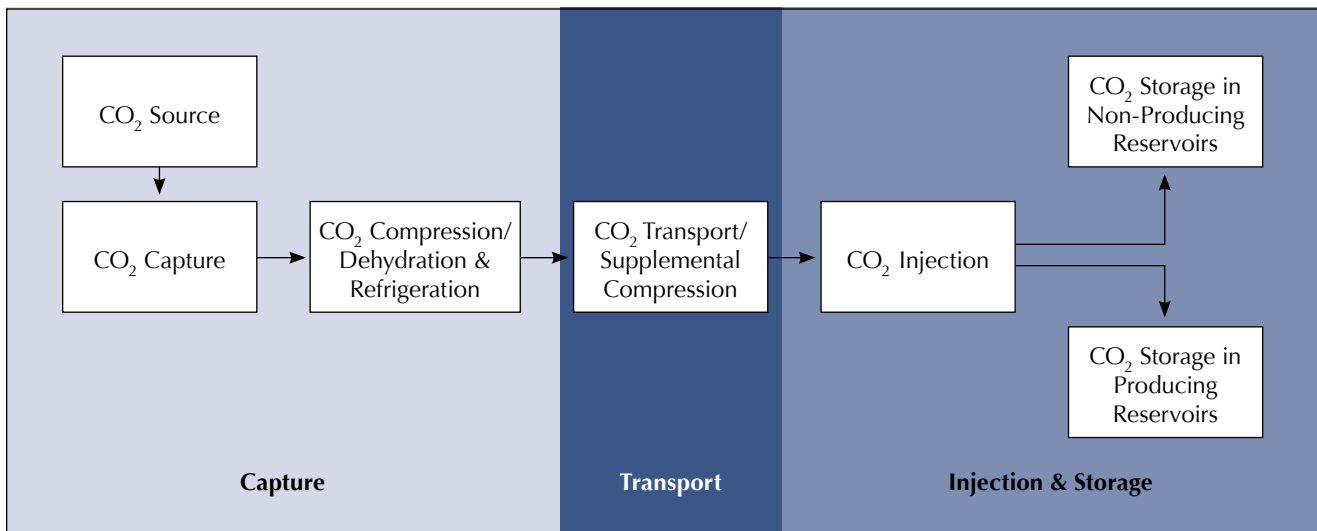 CO₂ Source
CO₂ Capture
CO₂ Compression/
Dehydration &
Refrigeration
CO₂ Transport/
Supplemental
Compression
CO₂ Injection
CO₂ Storage in
Non-Producing
Reservoirs
CO₂ Storage in
Producing
Reservoirs
Capture
Transport
Injection & Storage